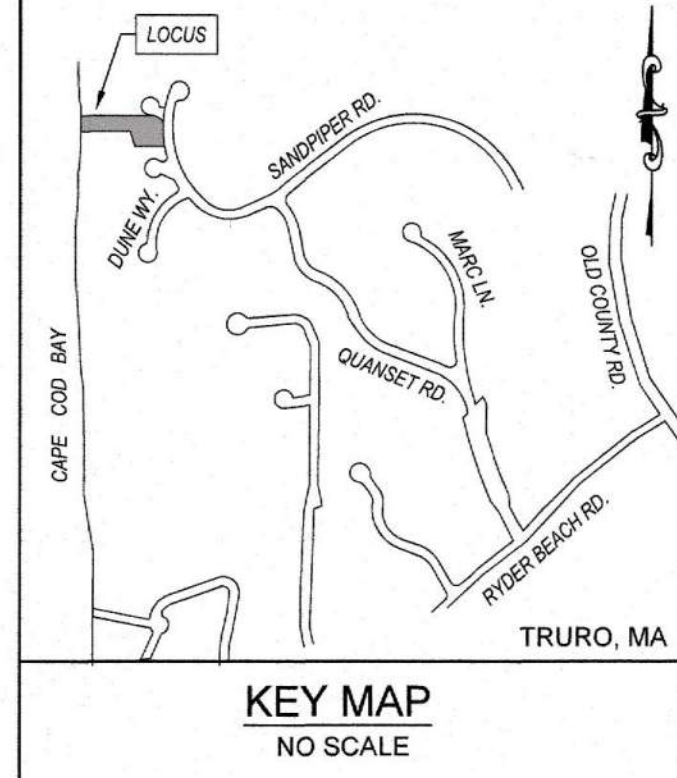 LOCUS
SANDPIPER RD.
DUNE WY.
MARC LN.
OLD COUNTY RD.
CAPE COD BAY
QUANSET RD.
RYDER BEACH RD.
TRURO, MA
KEY MAP
NO SCALE